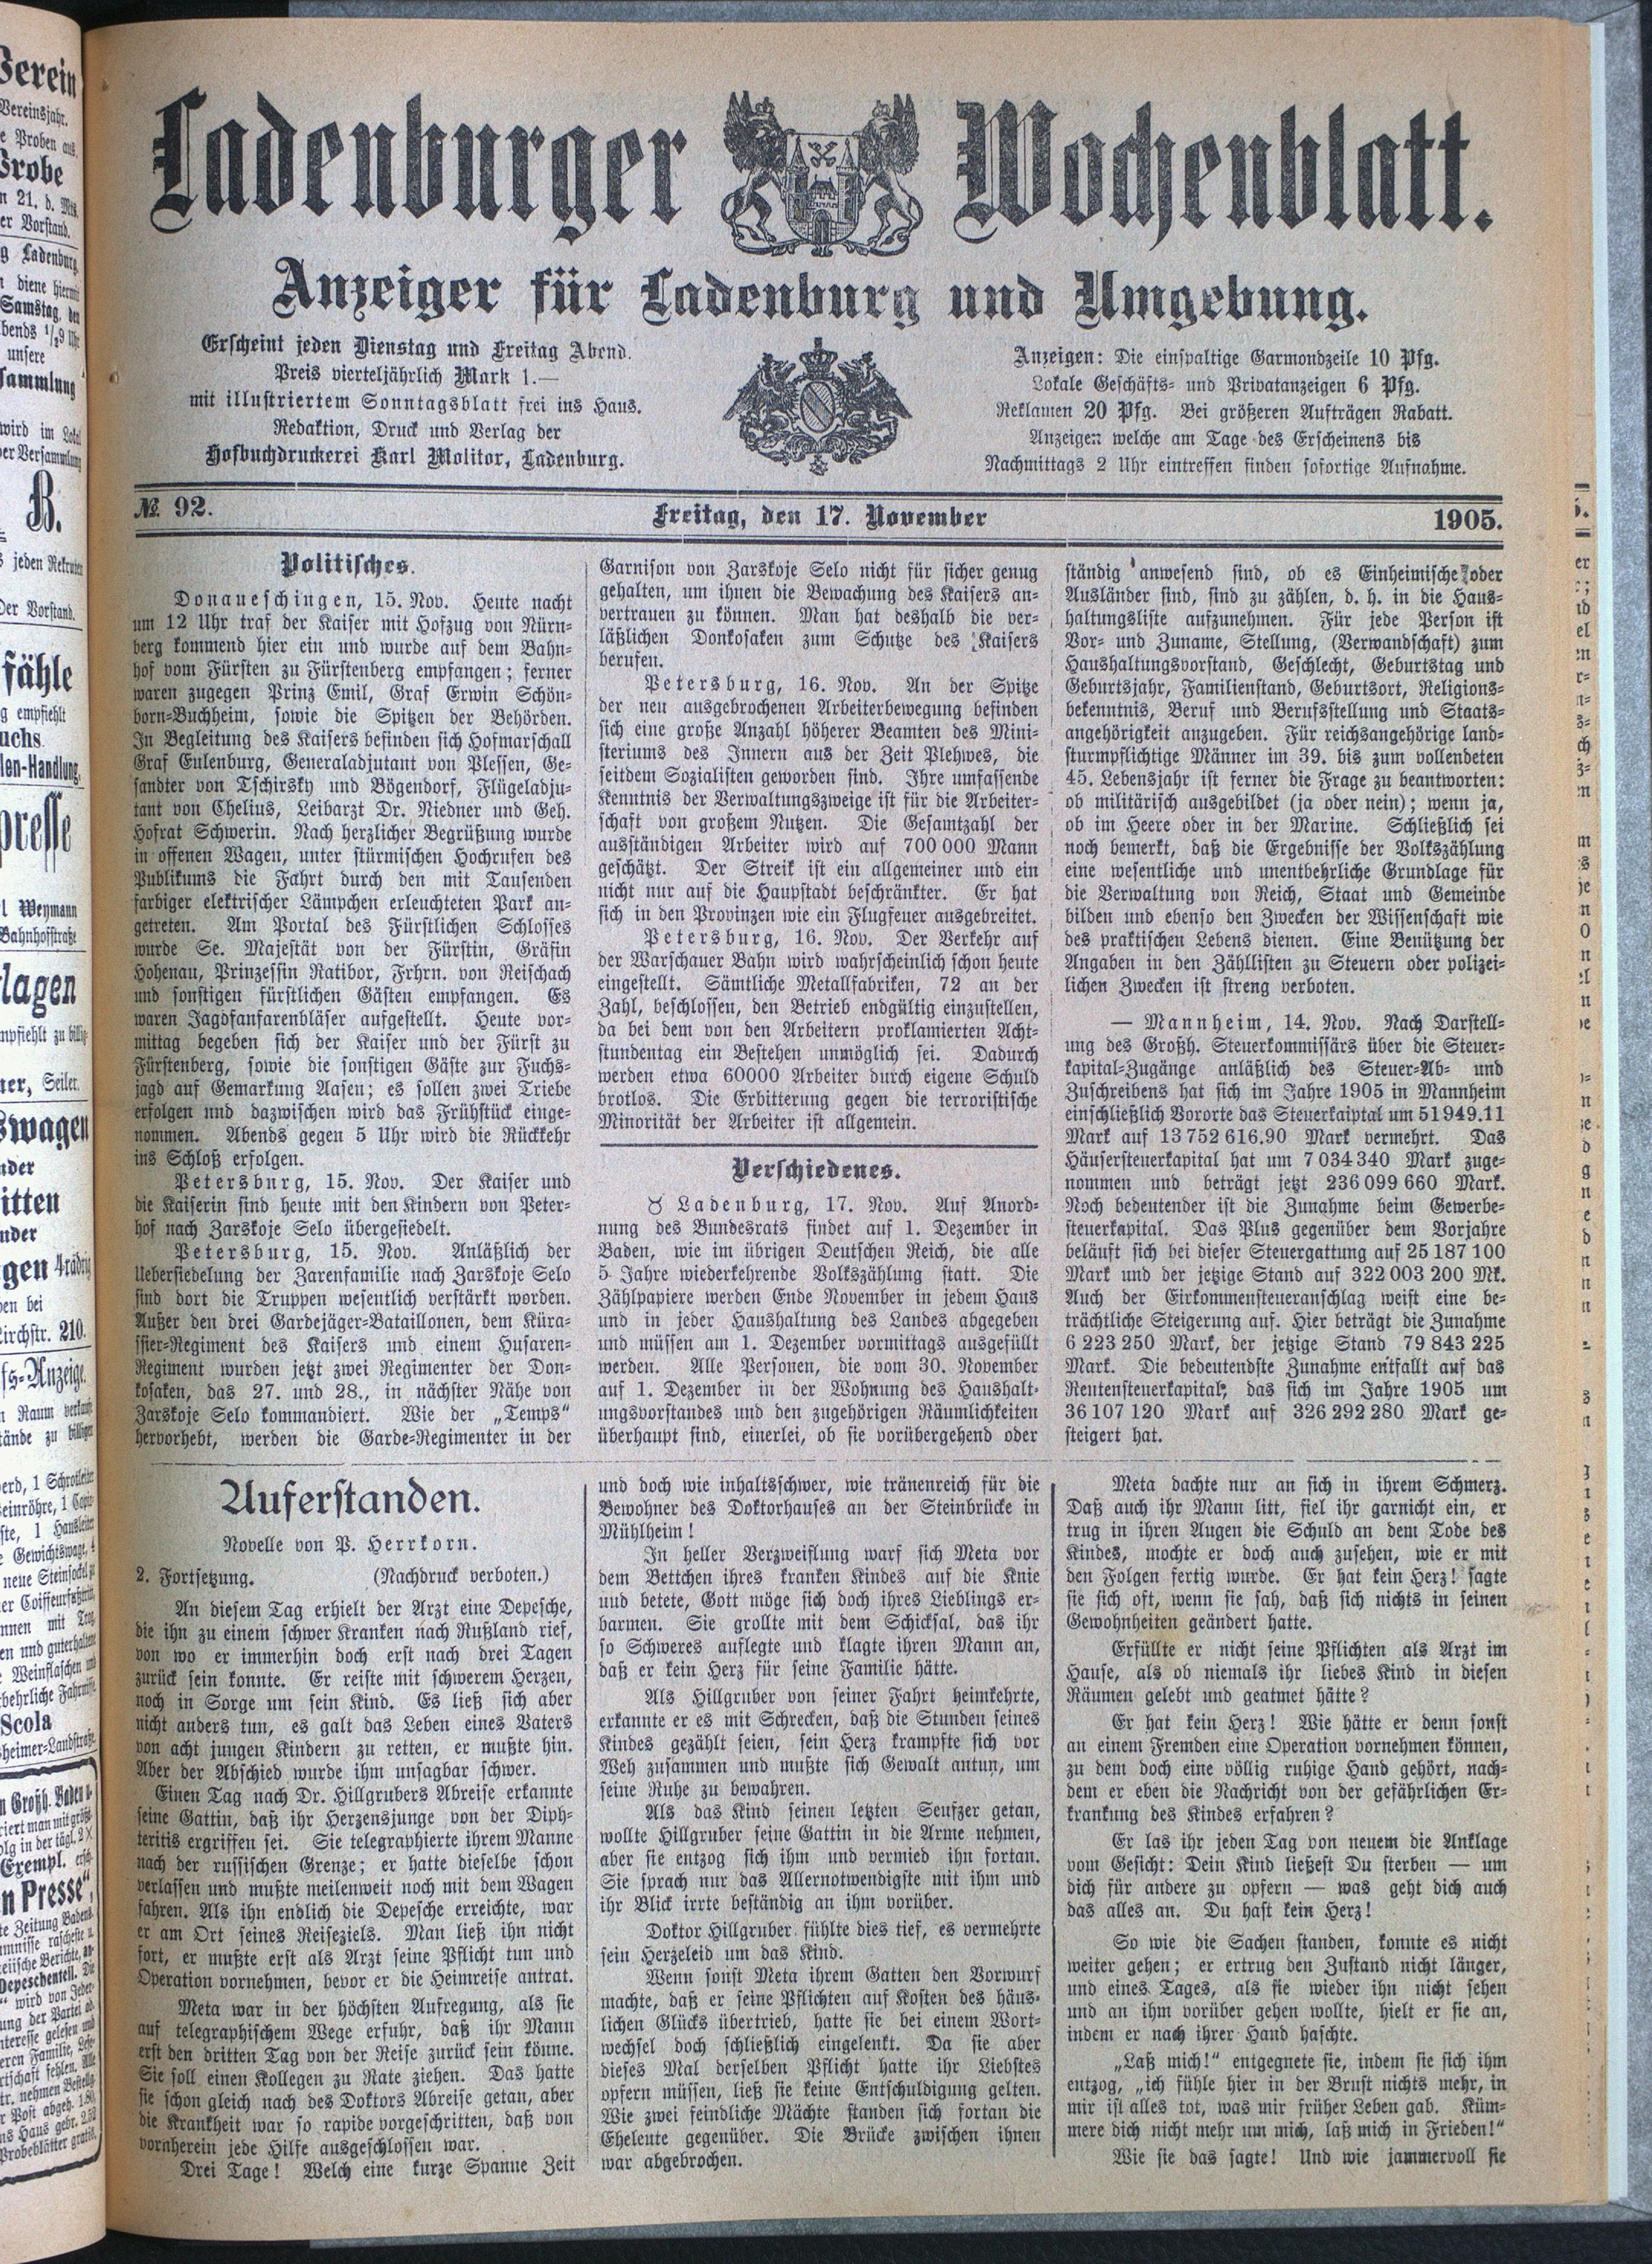 Ladenburger Wochenblatt.
Anzeiger für Ladenburg und Umgebung.
Erscheint jeden Dienstag und Freitag Abend.
Preis vierteljährlich Mark 1.—
mit illustriertem Sonntagsblatt frei ins Haus.
Redaktion, Druck und Verlag der
Hofbuchdruckerei Karl Molitor, Ladenburg.
Anzeigen: Die einspaltige Garmondzeile 10 Pfg.
Lokale Geschäfts- und Privatanzeigen 6 Pfg.
Reklamen 20 Pfg. Bei größeren Aufträgen Rabatt.
Anzeigen welche am Tage des Erscheinens bis
Nachmittags 2 Uhr eintreffen finden sofortige Aufnahme.
№ 92. Freitag, den 17. November 1905.
Politisches.
Donaueschingen, 15. Nov. Heute nacht
um 12 Uhr traf der Kaiser mit Hofzug von Nürn-
berg kommend hier ein und wurde auf dem Bahn-
hof vom Fürsten zu Fürstenberg empfangen; ferner
waren zugegen Prinz Emil, Graf Erwin Schön-
born-Buchheim, sowie die Spitzen der Behörden.
In Begleitung des Kaisers befinden sich Hofmarschall
Graf Eulenburg, Generaladjutant von Plessen, Ge-
sandter von Tschirsky und Bögendorf, Flügeladju-
tant von Chelius, Leibarzt Dr. Niedner und Geh.
Hofrat Schwerin. Nach herzlicher Begrüßung wurde
in offenen Wagen, unter stürmischen Hochrufen des
Publikums die Fahrt durch den mit Tausenden
farbiger elektrischer Lämpchen erleuchteten Park an-
getreten. Am Portal des Fürstlichen Schlosses
wurde Se. Majestät von der Fürstin, Gräfin
Hohenau, Prinzessin Ratibor, Frhrn. von Reischach
und sonstigen fürstlichen Gästen empfangen. Es
waren Jagdfanfarenbläser aufgestellt. Heute vor-
mittag begeben sich der Kaiser und der Fürst zu
Fürstenberg, sowie die sonstigen Gäste zur Fuchs-
jagd auf Gemarkung Aasen; es sollen zwei Triebe
erfolgen und dazwischen wird das Frühstück einge-
nommen. Abends gegen 5 Uhr wird die Rückkehr
ins Schloß erfolgen.
Petersburg, 15. Nov. Der Kaiser und
die Kaiserin sind heute mit den Kindern von Peter-
hof nach Zarskoje Selo übergesiedelt.
Petersburg, 15. Nov. Anläßlich der
Uebersiedelung der Zarenfamilie nach Zarskoje Selo
sind dort die Truppen wesentlich verstärkt worden.
Außer den drei Gardejäger-Bataillonen, dem Küra-
ssier-Regiment des Kaisers und einem Husaren-
Regiment wurden jetzt zwei Regimenter der Don-
kosaken, das 27. und 28., in nächster Nähe von
Zarskoje Selo kommandiert. Wie der „Temps“
hervorhebt, werden die Garde-Regimenter in der
Garnison von Zarskoje Selo nicht für sicher genug
gehalten, um ihnen die Bewachung des Kaisers an-
vertrauen zu können. Man hat deshalb die ver-
läßlichen Donkosaken zum Schutze des Kaisers
berufen.
Petersburg, 16. Nov. An der Spitze
der neu ausgebrochenen Arbeiterbewegung befinden
sich eine große Anzahl höherer Beamten des Mini-
steriums des Innern aus der Zeit Plehwes, die
seitdem Sozialisten geworden sind. Ihre umfassende
Kenntnis der Verwaltungszweige ist für die Arbeiter-
schaft von großem Nutzen. Die Gesamtzahl der
ausständigen Arbeiter wird auf 700 000 Mann
geschätzt. Der Streik ist ein allgemeiner und ein
nicht nur auf die Haupstadt beschränkter. Er hat
sich in den Provinzen wie ein Flugfeuer ausgebreitet.
Petersburg, 16. Nov. Der Verkehr auf
der Warschauer Bahn wird wahrscheinlich schon heute
eingestellt. Sämtliche Metallfabriken, 72 an der
Zahl, beschlossen, den Betrieb endgültig einzustellen,
da bei dem von den Arbeitern proklamierten Acht-
stundentag ein Bestehen unmöglich sei. Dadurch
werden etwa 60000 Arbeiter durch eigene Schuld
brotlos. Die Erbitterung gegen die terroristische
Minorität der Arbeiter ist allgemein.
Verschiedenes.
♉ Ladenburg, 17. Nov. Auf Anord-
nung des Bundesrats findet auf 1. Dezember in
Baden, wie im übrigen Deutschen Reich, die alle
5 Jahre wiederkehrende Volkszählung statt. Die
Zählpapiere werden Ende November in jedem Haus
und in jeder Haushaltung des Landes abgegeben
und müssen am 1. Dezember vormittags ausgefüllt
werden. Alle Personen, die vom 30. November
auf 1. Dezember in der Wohnung des Haushalt-
ungsvorstandes und den zugehörigen Räumlichkeiten
überhaupt sind, einerlei, ob sie vorübergehend oder
ständig anwesend sind, ob es Einheimische oder
Ausländer sind, sind zu zählen, d. h. in die Haus-
haltungsliste aufzunehmen. Für jede Person ist
Vor- und Zuname, Stellung, (Verwandschaft) zum
Haushaltungsvorstand, Geschlecht, Geburtstag und
Geburtsjahr, Familienstand, Geburtsort, Religions-
bekenntnis, Beruf und Berufsstellung und Staats-
angehörigkeit anzugeben. Für reichsangehörige land-
sturmpflichtige Männer im 39. bis zum vollendeten
45. Lebensjahr ist ferner die Frage zu beantworten:
ob militärisch ausgebildet (ja oder nein); wenn ja,
ob im Heere oder in der Marine. Schließlich sei
noch bemerkt, daß die Ergebnisse der Volkszählung
eine wesentliche und unentbehrliche Grundlage für
die Verwaltung von Reich, Staat und Gemeinde
bilden und ebenso den Zwecken der Wissenschaft wie
des praktischen Lebens dienen. Eine Benützung der
Angaben in den Zähllisten zu Steuern oder polizei-
lichen Zwecken ist streng verboten.
— Mannheim, 14. Nov. Nach Darstell-
ung des Großh. Steuerkommissärs über die Steuer-
kapital-Zugänge anläßlich des Steuer-Ab- und
Zuschreibens hat sich im Jahre 1905 in Mannheim
einschließlich Vororte das Steuerkaiptal um 51949.11
Mark auf 13 752 616.90 Mark vermehrt. Das
Häusersteuerkapital hat um 7 034 340 Mark zuge-
nommen und beträgt jetzt 236 099 660 Mark.
Noch bedeutender ist die Zunahme beim Gewerbe-
steuerkapital. Das Plus gegenüber dem Vorjahre
beläuft sich bei dieser Steuergattung auf 25 187 100
Mark und der jetzige Stand auf 322 003 200 Mk.
Auch der Eirkommensteueranschlag weist eine be-
trächtliche Steigerung auf. Hier beträgt die Zunahme
6 223 250 Mark, der jetzige Stand 79 843 225
Mark. Die bedeutendste Zunahme entfällt auf das
Rentensteuerkapital, das sich im Jahre 1905 um
36 107 120 Mark auf 326 292 280 Mark ge-
steigert hat.
Auferstanden.
Novelle von P. Herrkorn.
2. Fortsetzung. (Nachdruck verboten.)
An diesem Tag erhielt der Arzt eine Depesche,
die ihn zu einem schwer Kranken nach Rußland rief,
von wo er immerhin doch erst nach drei Tagen
zurück sein konnte. Er reiste mit schwerem Herzen,
noch in Sorge um sein Kind. Es ließ sich aber
nicht anders tun, es galt das Leben eines Vaters
von acht jungen Kindern zu retten, er mußte hin.
Aber der Abschied wurde ihm unsagbar schwer.
Einen Tag nach Dr. Hillgrubers Abreise erkannte
seine Gattin, daß ihr Herzensjunge von der Diph-
teritis ergriffen sei. Sie telegraphierte ihrem Manne
nach der russischen Grenze; er hatte dieselbe schon
verlassen und mußte meilenweit noch mit dem Wagen
fahren. Als ihn endlich die Depesche erreichte, war
er am Ort seines Reiseziels. Man ließ ihn nicht
fort, er mußte erst als Arzt seine Pflicht tun und
Operation vornehmen, bevor er die Heimreise antrat.
Meta war in der höchsten Aufregung, als sie
auf telegraphischem Wege erfuhr, daß ihr Mann
erst den dritten Tag von der Reise zurück sein könne.
Sie soll einen Kollegen zu Rate ziehen. Das hatte
sie schon gleich nach des Doktors Abreise getan, aber
die Krankheit war so rapide vorgeschritten, daß von
vornherein jede Hilfe ausgeschlossen war.
Drei Tage! Welch eine kurze Spanne Zeit
und doch wie inhaltsschwer, wie tränenreich für die
Bewohner des Doktorhauses an der Steinbrücke in
Mühlheim!
In heller Verzweiflung warf sich Meta vor
dem Bettchen ihres kranken Kindes auf die Knie
und betete, Gott möge sich doch ihres Lieblings er-
barmen. Sie grollte mit dem Schicksal, das ihr
so Schweres auflegte und klagte ihren Mann an,
daß er kein Herz für seine Familie hätte.
Als Hillgruber von seiner Fahrt heimkehrte,
erkannte er es mit Schrecken, daß die Stunden seines
Kindes gezählt seien, sein Herz krampfte sich vor
Weh zusammen und mußte sich Gewalt antun, um
seine Ruhe zu bewahren.
Als das Kind seinen letzten Seufzer getan,
wollte Hillgruber seine Gattin in die Arme nehmen,
aber sie entzog sich ihm und vermied ihn fortan.
Sie sprach nur das Allernotwendigste mit ihm und
ihr Blick irrte beständig an ihm vorüber.
Doktor Hillgruber fühlte dies tief, es vermehrte
sein Herzeleid um das Kind.
Wenn sonst Meta ihrem Gatten den Vorwurf
machte, daß er seine Pflichten auf Kosten des häus-
lichen Glücks übertrieb, hatte sie bei einem Wort-
wechsel doch schließlich eingelenkt. Da sie aber
dieses Mal derselben Pflicht hatte ihr Liebstes
opfern müssen, ließ sie keine Entschuldigung gelten.
Wie zwei feindliche Mächte standen sich fortan die
Eheleute gegenüber. Die Brücke zwischen ihnen
war abgebrochen.
Meta dachte nur an sich in ihrem Schmerz.
Daß auch ihr Mann litt, fiel ihr garnicht ein, er
trug in ihren Augen die Schuld an dem Tode des
Kindes, mochte er doch auch zusehen, wie er mit
den Folgen fertig wurde. Er hat kein Herz! sagte
sie sich oft, wenn sie sah, daß sich nichts in seinen
Gewohnheiten geändert hatte.
Erfüllte er nicht seine Pflichten als Arzt im
Hause, als ob niemals ihr liebes Kind in diesen
Räumen gelebt und geatmet hätte?
Er hat kein Herz! Wie hätte er denn sonst
an einem Fremden eine Operation vornehmen können,
zu dem doch eine völlig ruhige Hand gehört, nach-
dem er eben die Nachricht von der gefährlichen Er-
krankung des Kindes erfahren?
Er las ihr jeden Tag von neuem die Anklage
vom Gesicht: Dein Kind ließest Du sterben — um
dich für andere zu opfern — was geht dich auch
das alles an. Du hast kein Herz!
So wie die Sachen standen, konnte es nicht
weiter gehen; er ertrug den Zustand nicht länger,
und eines Tages, als sie wieder ihn nicht sehen
und an ihm vorüber gehen wollte, hielt er sie an,
indem er nach ihrer Hand haschte.
„Laß mich!“ entgegnete sie, indem sie sich ihm
entzog, „ich fühle hier in der Brust nichts mehr, in
mir ist alles tot, was mir früher Leben gab. Küm-
mere dich nicht mehr um mich, laß mich in Frieden!“
Wie sie das sagte! Und wie jammervoll sie